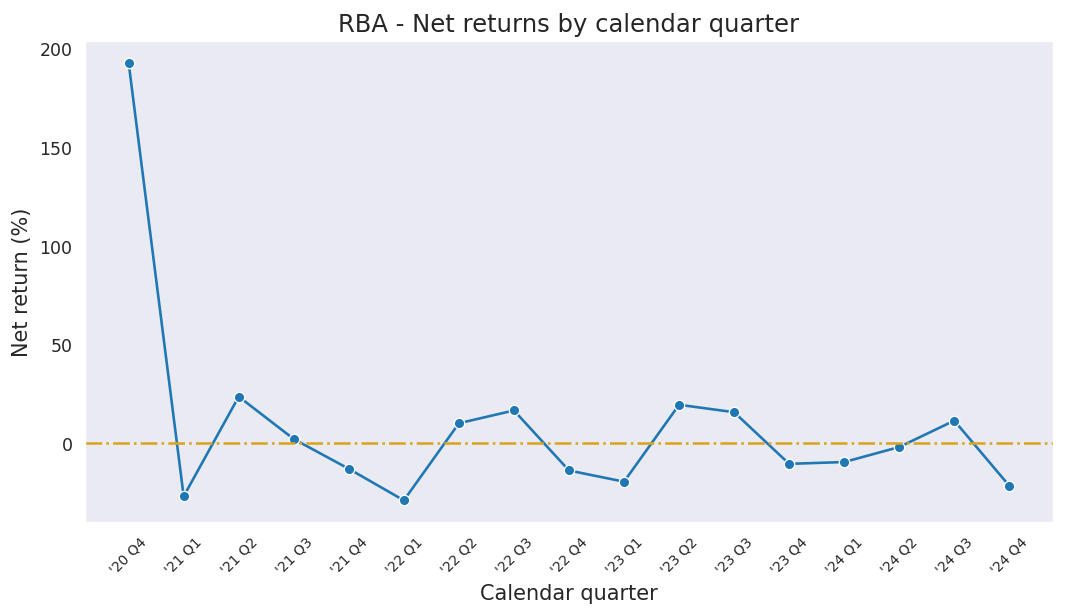 RBA - Net returns by calendar quarter
Net return (%)
200
150
100
50
0
'20 Q4
'21 Q1
'21 Q2
'21 Q3
'21 Q4
'22 Q1
'22 Q2
'22 Q3
'22 Q4
'23 Q1
'23 Q2
'23 Q3
'23 Q4
'24 Q1
'24 Q2
'24 Q3
'24 Q4
Calendar quarter